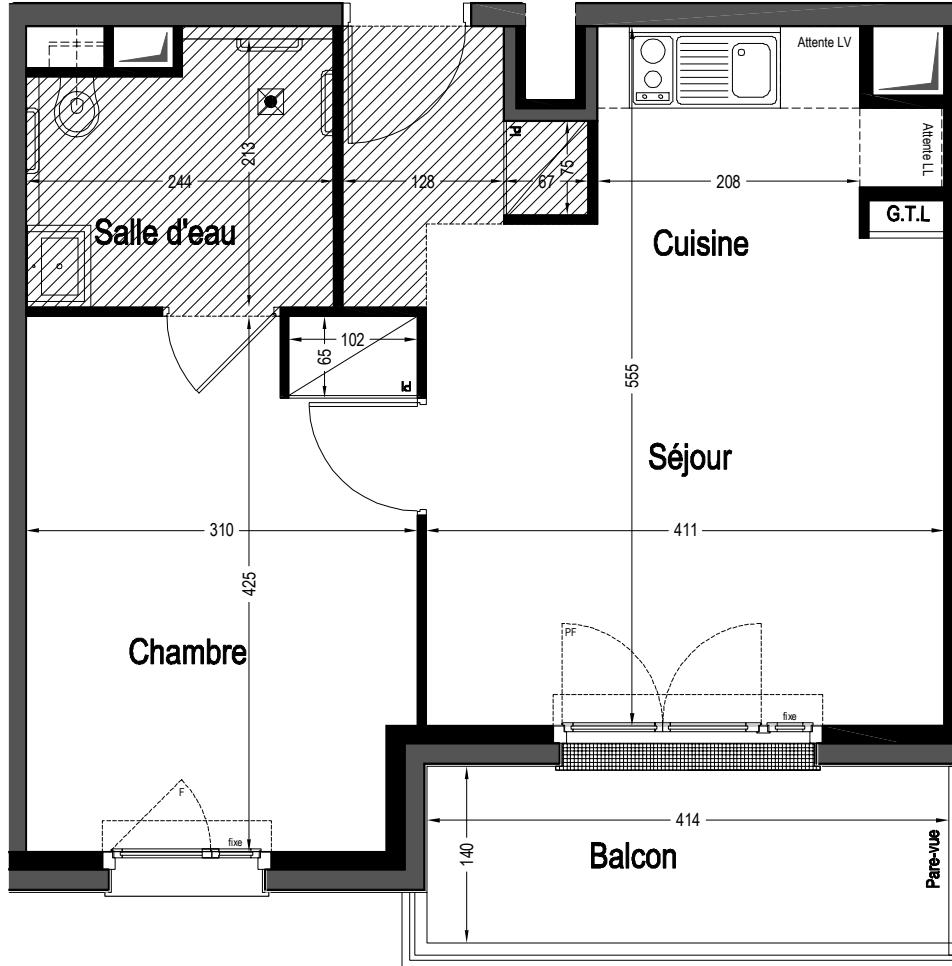 Attente LV
Attente LL
Pl
75
213
244
128
67
208
G.T.L
Salle d'eau
Cuisine
102
65
Pl
555
Séjour
310
411
425
Chambre
PF
fixe
F
fixe
414
140
Balcon
Pare-vue